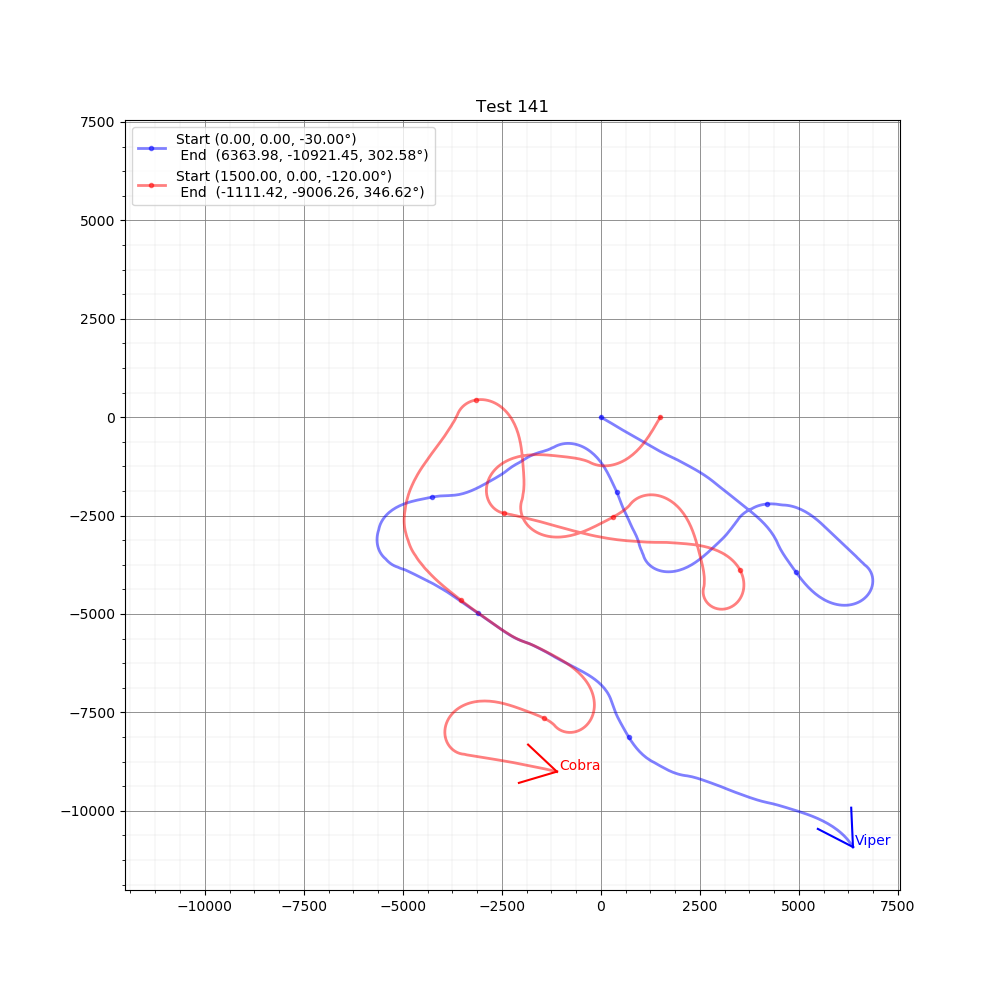 Test 141
Start (0.00, 0.00, -30.00°)
End (6363.98, -10921.45, 302.58°)
Start (1500.00, 0.00, -120.00°)
End (-1111.42, -9006.26, 346.62°)
7500
5000
2500
0
−2500
−5000
−7500
−10000
Cobra
Viper
−10000 −7500 −5000 −2500 0 2500 5000 7500